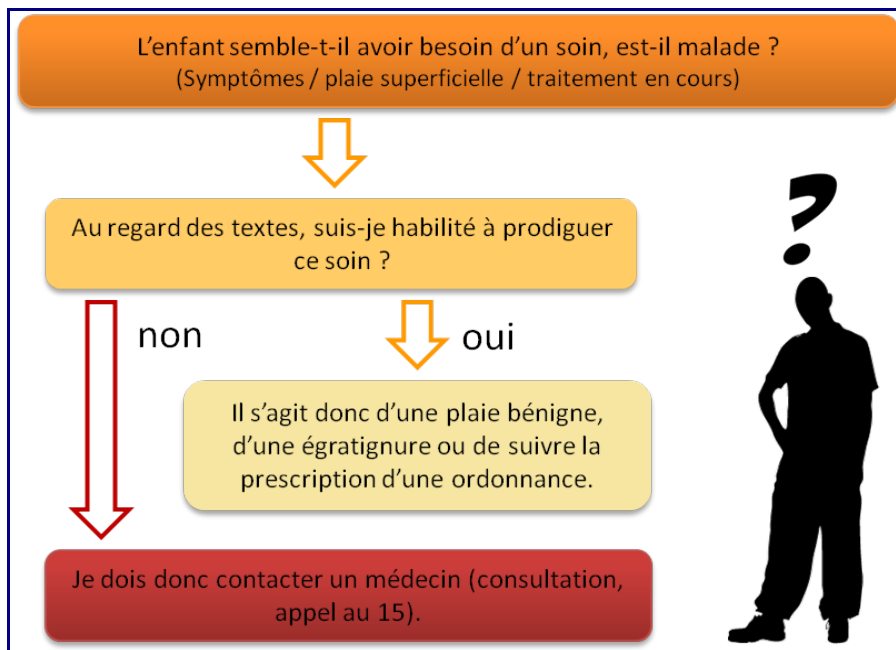 L'enfant semble-t-il avoir besoin d'un soin, est-il malade ?
(Symptômes / plaie superficielle / traitement en cours)
?
Au regard des textes, suis-je habilité à prodiguer
ce soin ?
non
oui
Il s'agit donc d'une plaie bénigne,
d'une égratignure ou de suivre la
prescription d'une ordonnance.
Je dois donc contacter un médecin (consultation,
appel au 15).